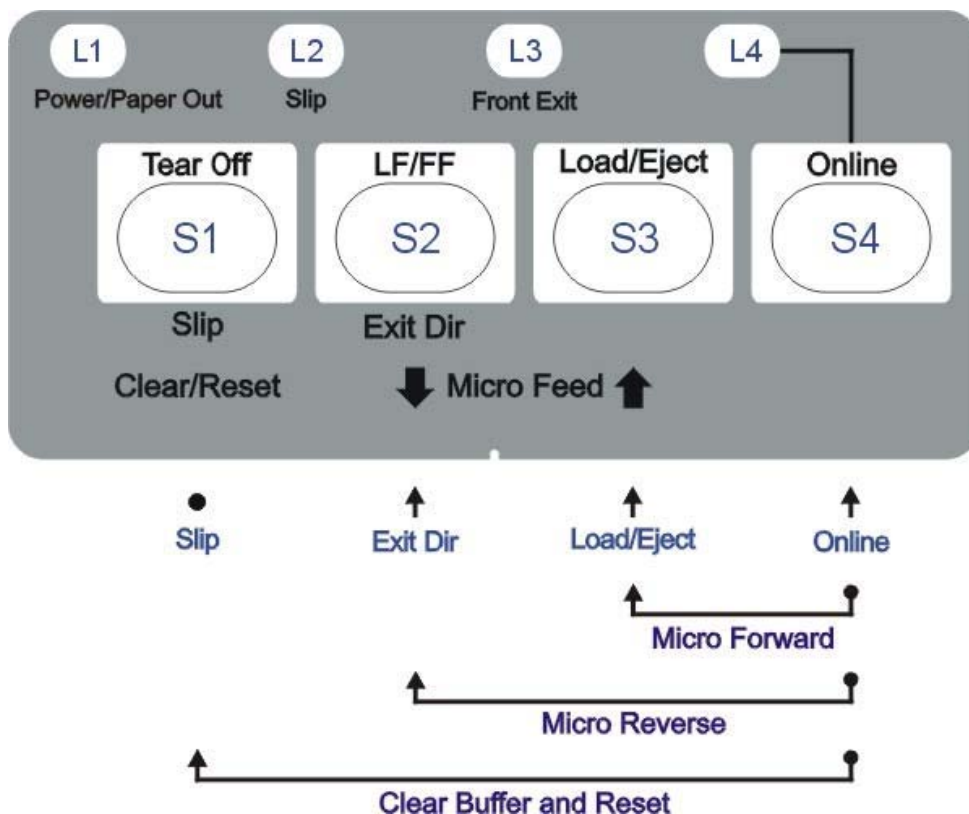 L1 L2 L3 L4
Power/Paper Out Slip Front Exit
Tear Off LF/FF Load/Eject Online
S1 S2 S3 S4
Slip Exit Dir
Clear/Reset Micro Feed
Slip Exit Dir Load/Eject Online
Micro Forward
Micro Reverse
Clear Buffer and Reset